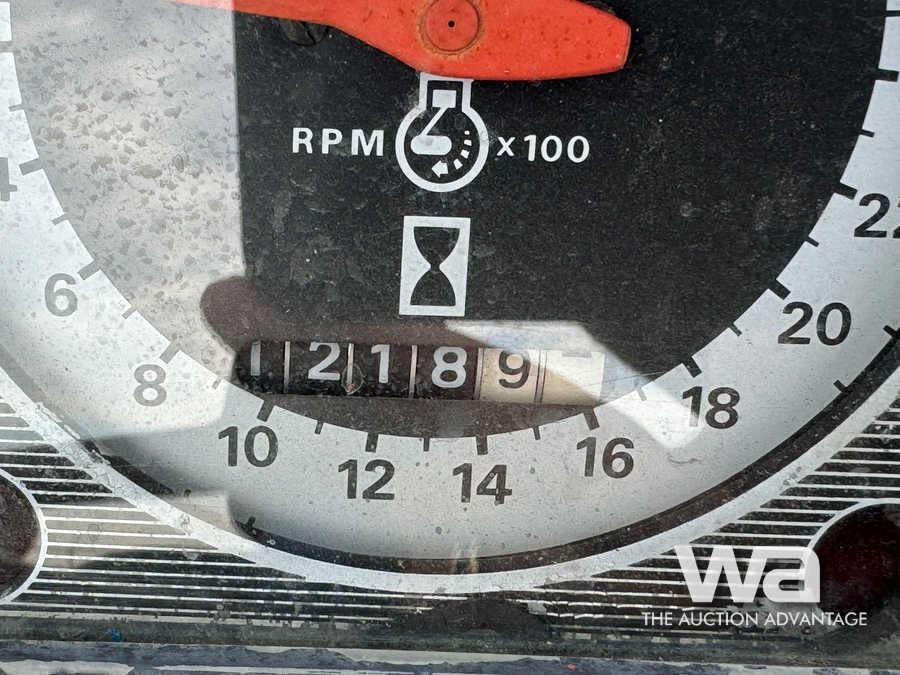 RPM x100
22
20
18
16
14
12
10
8
6
1 2 1 8 9
wa
THE AUCTION ADVANTAGE